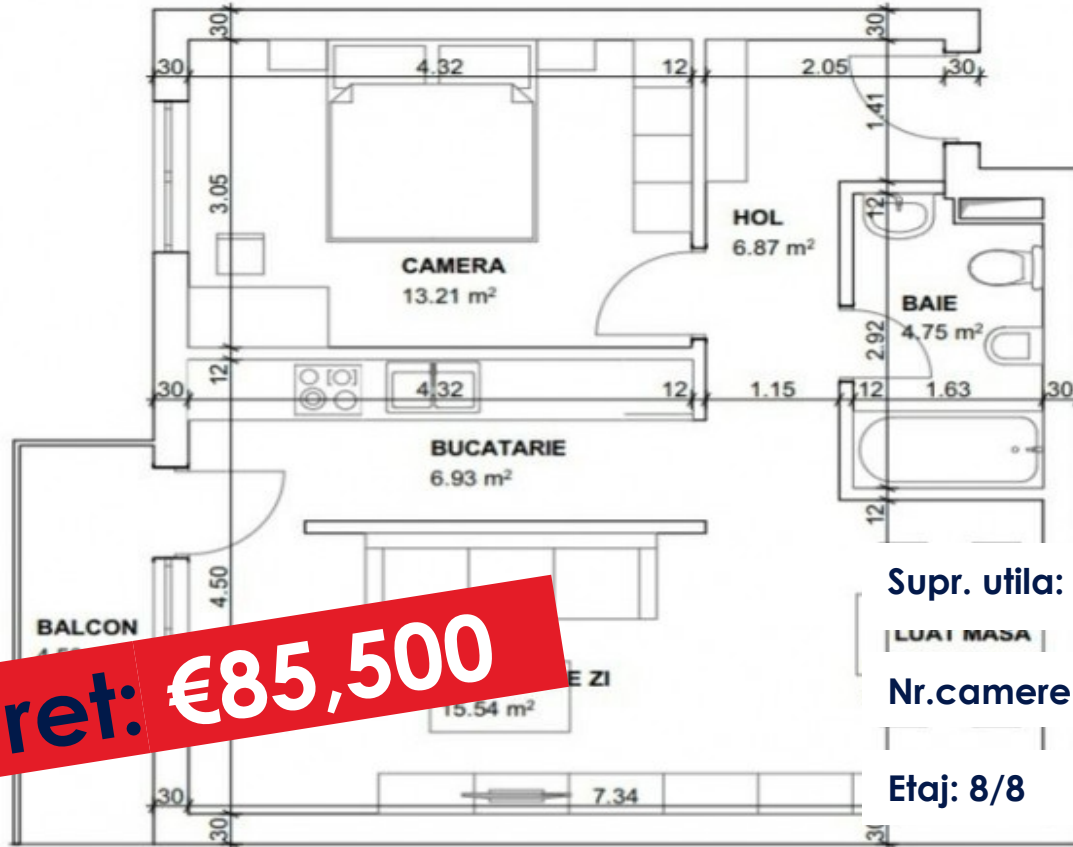 30
30
30
4.32
12
2.05
30
1.41
3.05
12
HOL
6.87 m²
CAMERA
13.21 m²
BAIE
4.75 m²
2.92
12
30
4.32
12
1.15
12
1.63
30
BUCATARIE
6.93 m²
12
4.50
Supr. utila:
BALCON
LUAT MASA
ret: €85,500
E ZI
15.54 m²
Nr.camere
Etaj: 8/8
30
7.34
30
30